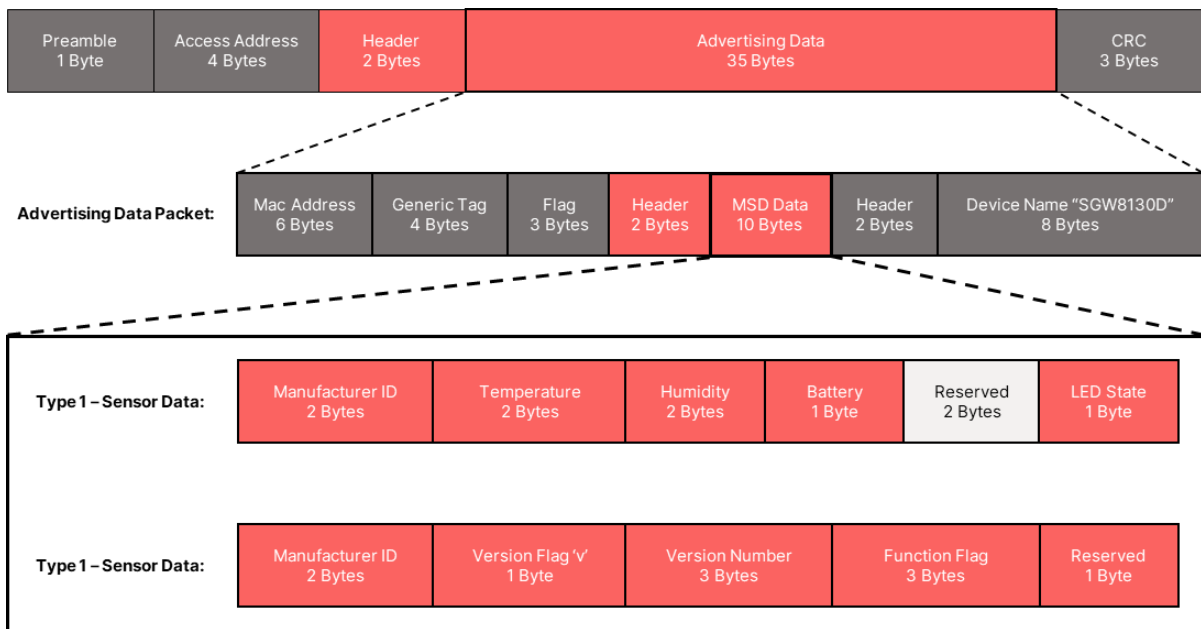 Preamble
1 Byte
Access Address
4 Bytes
Header
2 Bytes
Advertising Data
35 Bytes
CRC
3 Bytes
Advertising Data Packet:
Mac Address
6 Bytes
Generic Tag
4 Bytes
Flag
3 Bytes
Header
2 Bytes
MSD Data
10 Bytes
Header
2 Bytes
Device Name “SGW8130D”
8 Bytes
Type 1 – Sensor Data:
Manufacturer ID
2 Bytes
Temperature
2 Bytes
Humidity
2 Bytes
Battery
1 Byte
Reserved
2 Bytes
LED State
1 Byte
Type 1 – Sensor Data:
Manufacturer ID
2 Bytes
Version Flag ‘v’
1 Byte
Version Number
3 Bytes
Function Flag
3 Bytes
Reserved
1 Byte